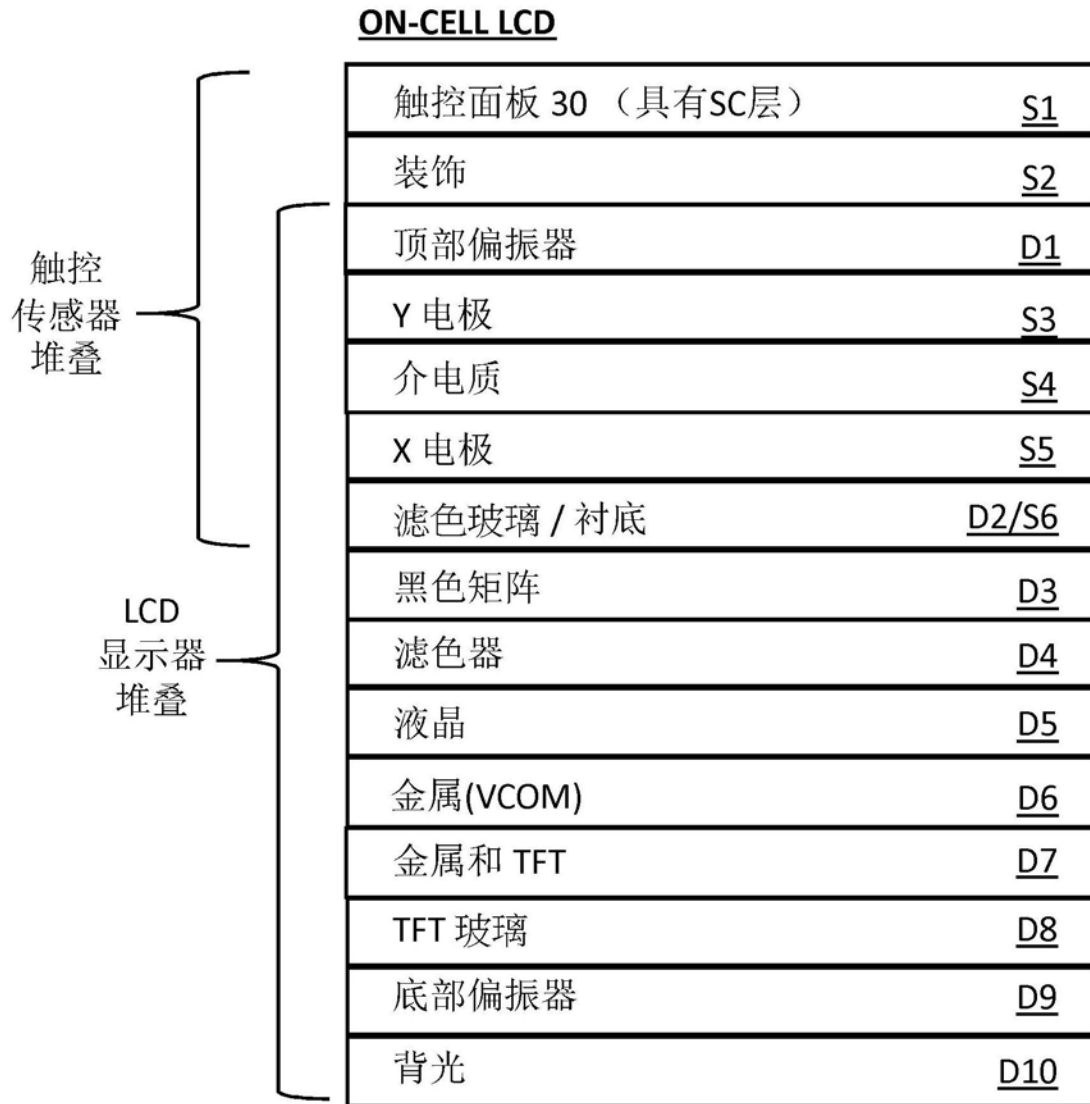 ON-CELL LCD
触控面板 30 （具有SC层） S1
装饰 S2
顶部偏振器 D1
Y 电极 S3
介电质 S4
X 电极 S5
滤色玻璃 / 衬底 D2/S6
黑色矩阵 D3
滤色器 D4
液晶 D5
金属(VCOM) D6
金属和 TFT D7
TFT 玻璃 D8
底部偏振器 D9
背光 D10
触控
传感器
堆叠
LCD
显示器
堆叠